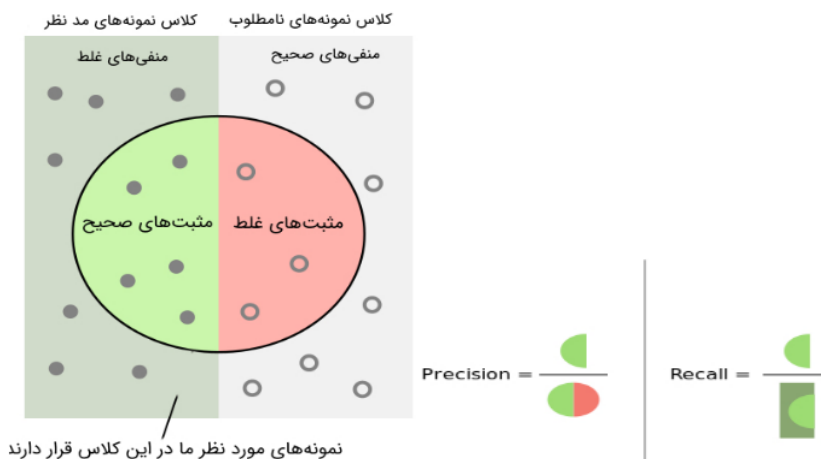 کلاس نمونه‌های نامطلوب
کلاس نمونه‌های مد نظر
منفی‌های صحیح
منفی‌های غلط
مثبت‌های غلط
مثبت‌های صحیح
نمونه‌های مورد نظر ما در این کلاس قرار دارند
Precision =
Recall =